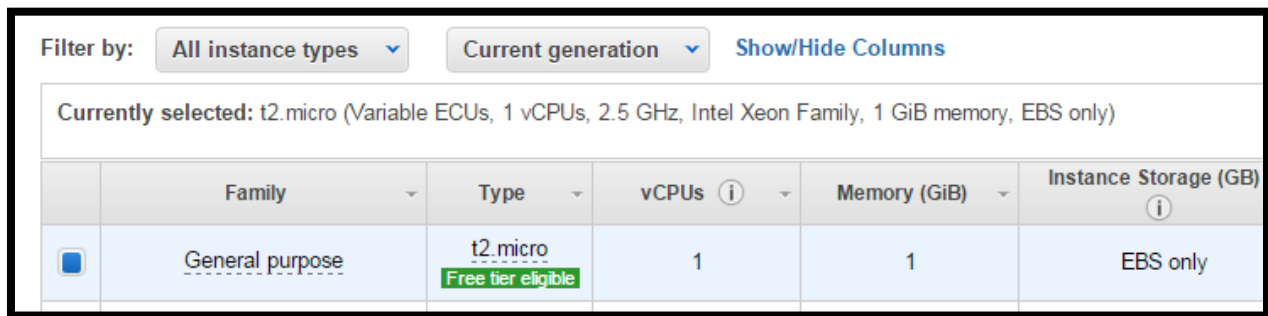 Filter by: All instance types Current generation Show/Hide Columns
Currently selected: t2.micro (Variable ECUs, 1 vCPUs, 2.5 GHz, Intel Xeon Family, 1 GiB memory, EBS only)
Family Type vCPUs i Memory (GiB) Instance Storage (GB) i
General purpose t2.micro 1 1 EBS only
Free tier eligible